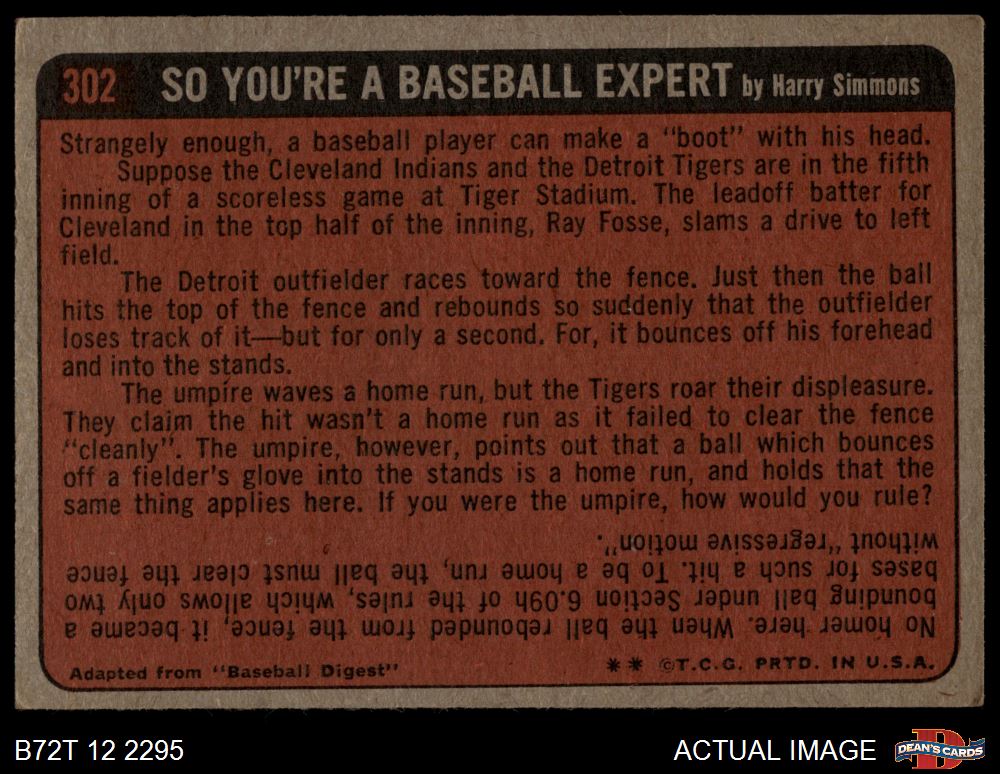 302 SO YOU'RE A BASEBALL EXPERT by Harry Simmons
Strangely enough, a baseball player can make a "boot" with his head.
Suppose the Cleveland Indians and the Detroit Tigers are in the fifth
inning of a scoreless game at Tiger Stadium. The leadoff batter for
Cleveland in the top half of the inning, Ray Fosse, slams a drive to left
field.
The Detroit outfielder races toward the fence. Just then the ball
hits the top of the fence and rebounds so suddenly that the outfielder
loses track of it—but for only a second. For, it bounces off his forehead
and into the stands.
The umpire waves a home run, but the Tigers roar their displeasure.
They claim the hit wasn't a home run as it failed to clear the fence
"cleanly". The umpire, however, points out that a ball which bounces
off a fielder's glove into the stands is a home run, and holds that the
same thing applies here. If you were the umpire, how would you rule?
No homer here. When the ball rebounded from the fence, it became a
bounding ball under Section 6.09h of the rules, which allows only two
bases for such a hit. To be a home run, the ball must clear the fence
without "regressive motion".
Adapted from "Baseball Digest"
** ©T.C.G. PRTD. IN U.S.A.
B72T 12 2295
ACTUAL IMAGE
DEAN'S CARDS